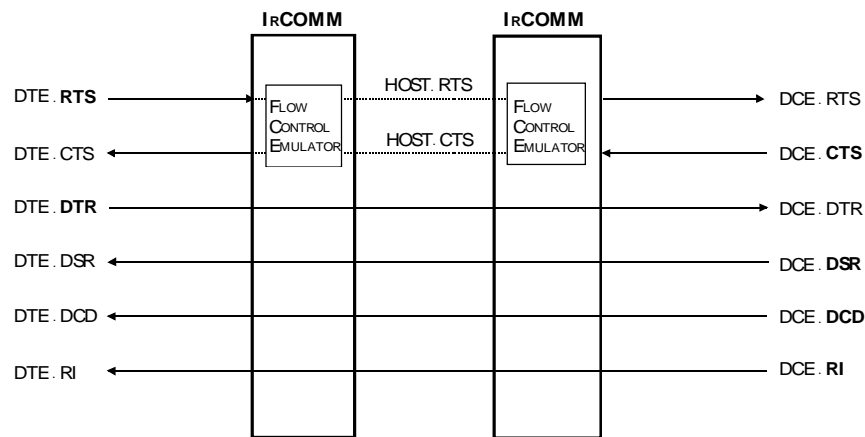 IRCOMM IRCOMM
DTE. RTS HOST. RTS DCE. RTS
FLOW CONTROL EMULATOR
FLOW CONTROL EMULATOR
DTE. CTS HOST. CTS DCE. CTS
DTE. DTR DCE. DTR
DTE. DSR DCE. DSR
DTE. DCD DCE. DCD
DTE. RI DCE. RI